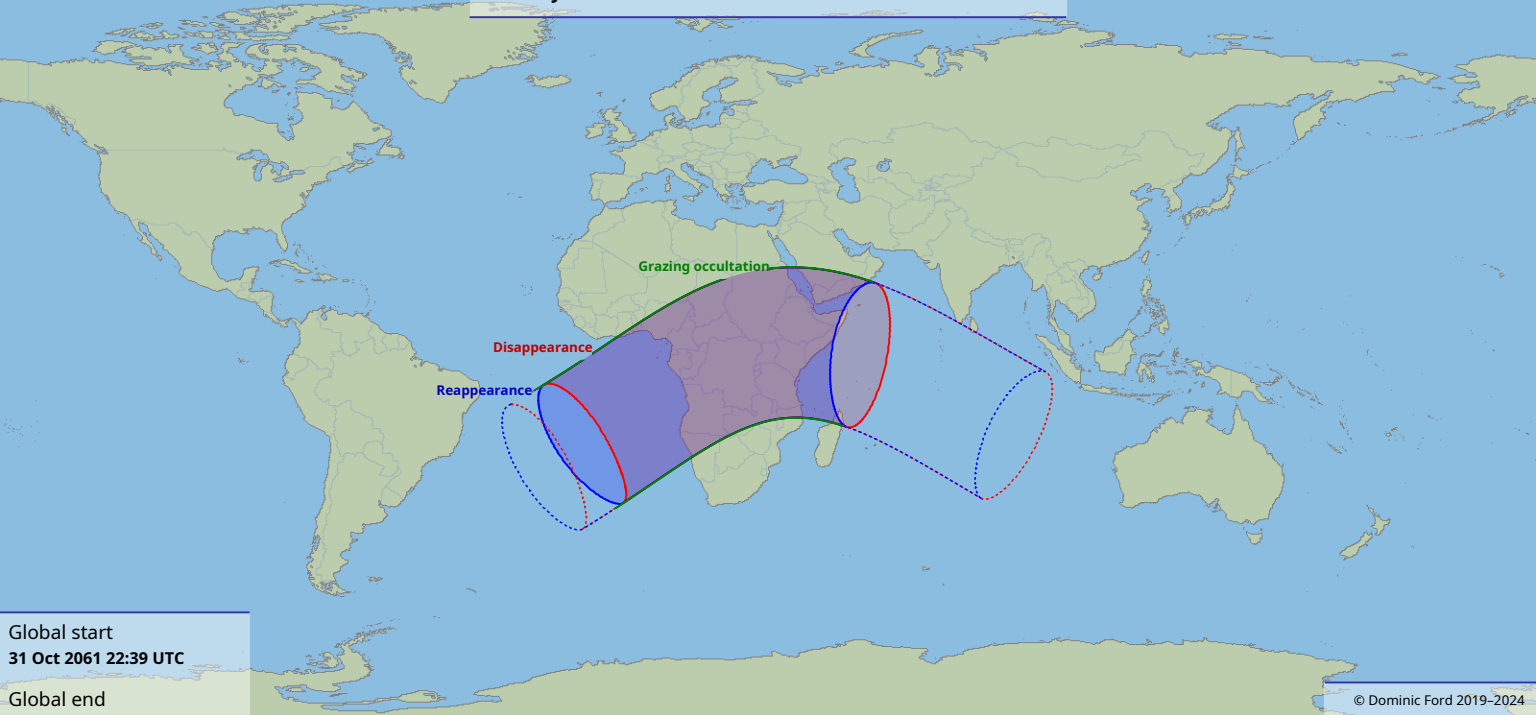 Grazing occultation
Disappearance
Reappearance
Global start
31 Oct 2061 22:39 UTC
Global end
© Dominic Ford 2019–2024